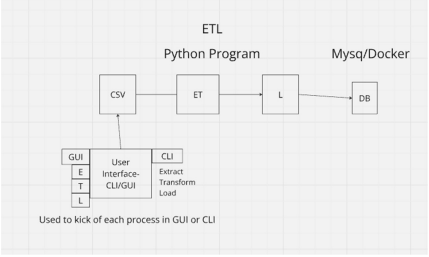 ETL
Python Program
Mysq/Docker
CSV
ET
L
DB
GUI
E
T
L
User
Interface-
CLI/GUI
CLI
Extract
Transform
Load
Used to kick of each process in GUI or CLI